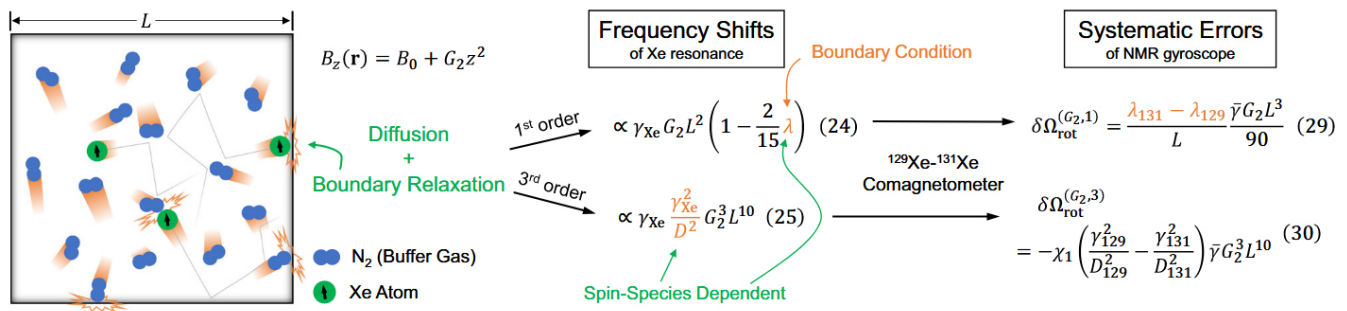 L
B_z(𝐫) = B_0 + G_2 z^2
Diffusion
+
Boundary Relaxation
N_2 (Buffer Gas)
Xe Atom
1st order
3rd order
Frequency Shifts
of Xe resonance
Boundary Condition
∝ γ_Xe G_2 L^2 (1 − 2/15 λ) (24)
∝ γ_Xe γ_Xe^2/D^2 G_2^3 L^10 (25)
Spin-Species Dependent
^129Xe-^131Xe
Comagnetometer
Systematic Errors
of NMR gyroscope
δΩ_rot^(G_2,1) = (λ_131 − λ_129)/L γ̄G_2L^3/90 (29)
δΩ_rot^(G_2,3)
= −χ_1 (γ_129^2/D_129^2 − γ_131^2/D_131^2) γ̄G_2^3L^10 (30)